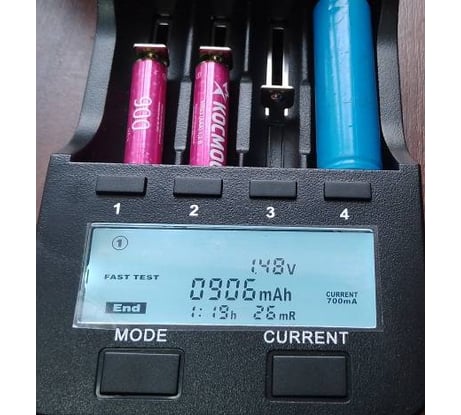 900
КОСМОС
1
2
3
4
1
FAST TEST
1.48V
0906mAh
CURRENT
700mA
End
1:19h 26mR
MODE
CURRENT